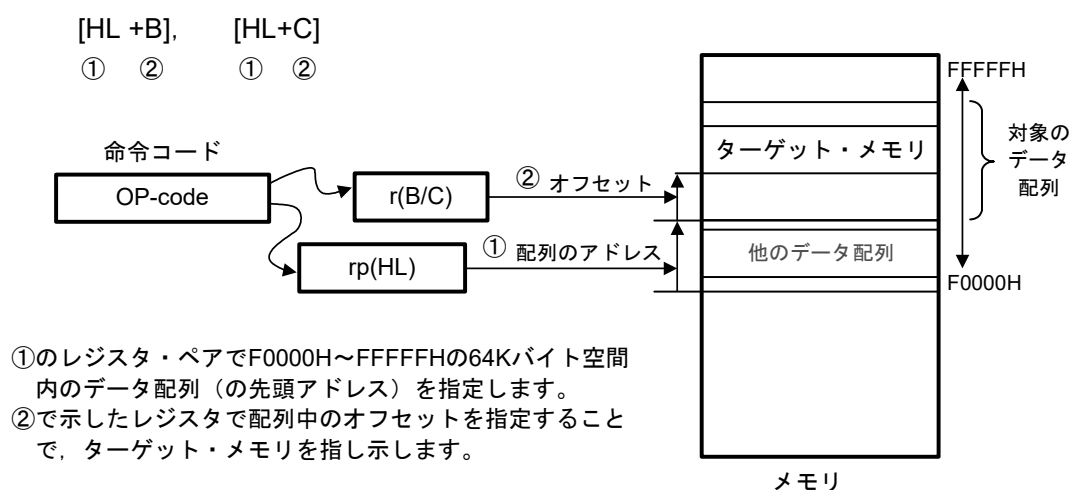 [HL +B], [HL+C]
① ② ① ②
FFFFFH
対象の
データ
配列
ターゲット・メモリ
命令コード
OP-code
r(B/C)
② オフセット
rp(HL)
① 配列のアドレス
他のデータ配列
F0000H
①のレジスタ・ペアでF0000H～FFFFFHの64Kバイト空間
内のデータ配列（の先頭アドレス）を指定します。
②で示したレジスタで配列中のオフセットを指定すること
で，ターゲット・メモリを指し示します。
メモリ